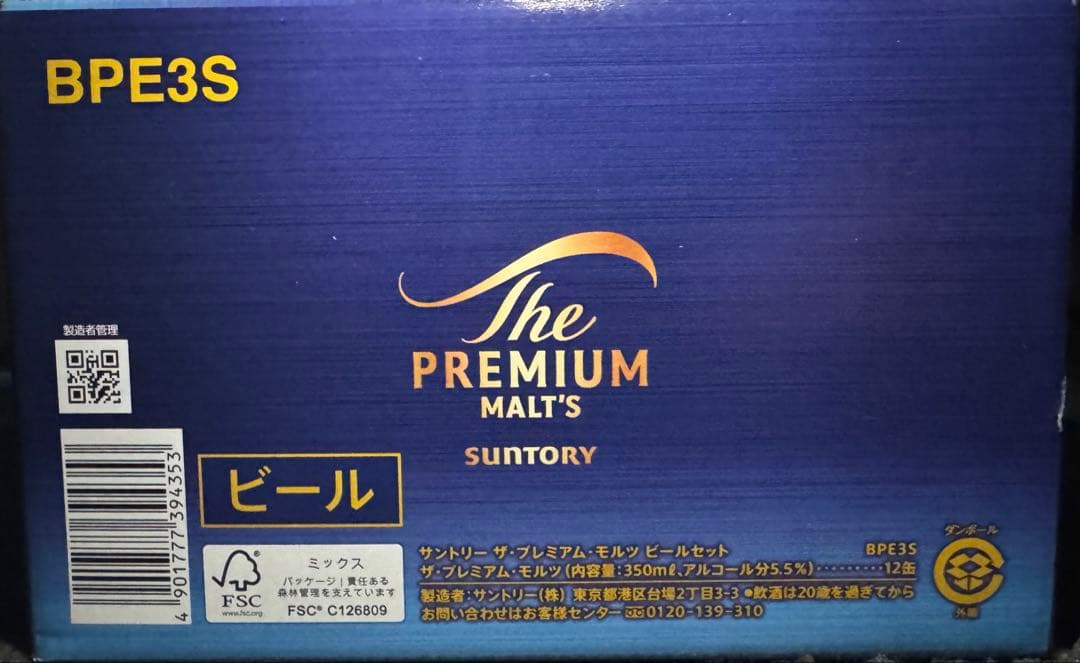 BPE3S
The
PREMIUM
MALT'S
SUNTORY
製造者管理
4 901777 394353
ビール
ミックス
パッケージ|責任ある
森林管理を支えています
FSC
www.fsc.org
FSC® C126809
サントリー ザ・プレミアム・モルツ ビールセット BPE3S
ザ・プレミアム・モルツ(内容量:350mℓ、アルコール分5.5%)·········12缶
製造者:サントリー(株) 東京都港区台場2丁目3-3 ●飲酒は20歳を過ぎてから
お問い合わせはお客様センター 0120-139-310
ダンボール
外箱